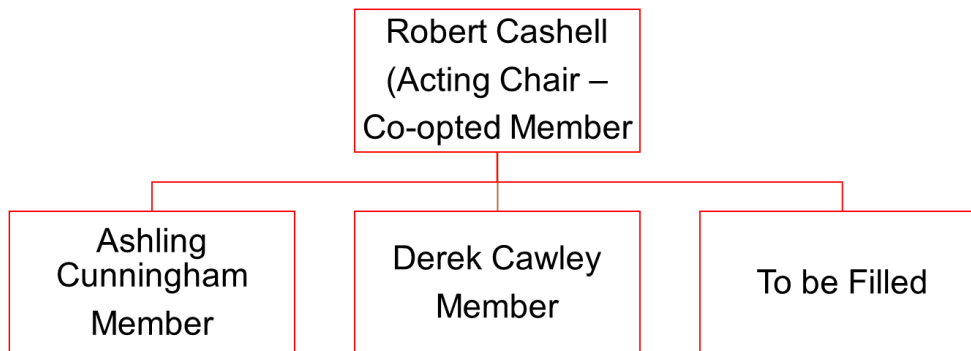 Robert Cashell
(Acting Chair –
Co-opted Member
Ashling
Cunningham
Member
Derek Cawley
Member
To be Filled